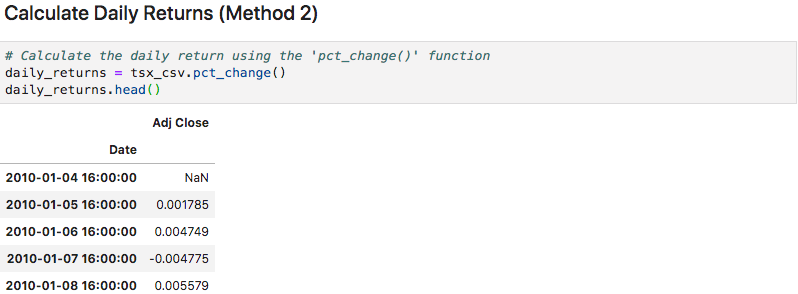 Calculate Daily Returns (Method 2)
# Calculate the daily return using the 'pct_change()' function
daily_returns = tsx_csv.pct_change()
daily_returns.head()
Adj Close
Date
2010-01-04 16:00:00 NaN
2010-01-05 16:00:00 0.001785
2010-01-06 16:00:00 0.004749
2010-01-07 16:00:00 -0.004775
2010-01-08 16:00:00 0.005579